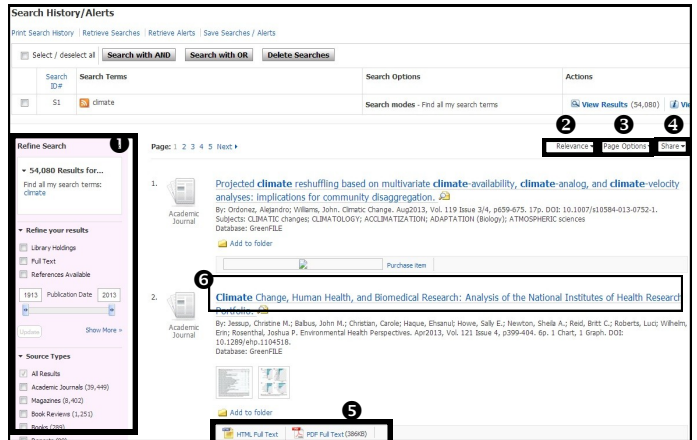 Search History/Alerts
Print Search History | Retrieve Searches | Retrieve Alerts | Save Searches / Alerts
Select / deselect all Search with AND Search with OR Delete Searches
Search ID# Search Terms Search Options Actions
S1 climate Search modes - Find all my search terms View Results (54,080)
1
2 3 4
Refine Search
Page: 1 2 3 4 5 Next
Relevance Page Options Share
54,080 Results for...
Find all my search terms:
climate
Refine your results
Library Holdings
Full Text
References Available
1913 Publication Date 2013
Update Show More »
Source Types
All Results
Academic Journals (39,449)
Magazines (8,402)
Book Reviews (1,251)
Books (289)
1.
Academic Journal
Projected climate reshuffling based on multivariate climate-availability, climate-analog, and climate-velocity
analyses: implications for community disaggregation.
By: Ordonez, Alejandro; Williams, John. Climatic Change. Aug2013, Vol. 119 Issue 3/4, p659-675. 17p. DOI: 10.1007/s10584-013-0752-1.
Subjects: CLIMATIC changes; CLIMATOLOGY; ACCLIMATIZATION; ADAPTATION (Biology); ATMOSPHERIC sciences
Database: GreenFILE
Add to folder
Purchase Item
6
2.
Academic Journal
Climate Change, Human Health, and Biomedical Research: Analysis of the National Institutes of Health Research
Portfolio.
By: Jessup, Christine M.; Balbus, John M.; Christian, Carole; Haque, Ehsanul; Howe, Sally E.; Newton, Sheila A.; Reid, Britt C.; Roberts, Luci; Wilhelm,
Erin; Rosenthal, Joshua P. Environmental Health Perspectives. Apr2013, Vol. 121 Issue 4, p399-404. 6p. 1 Chart, 1 Graph. DOI:
10.1289/ehp.1104518.
Database: GreenFILE
Add to folder
5
HTML Full Text PDF Full Text (386KB)